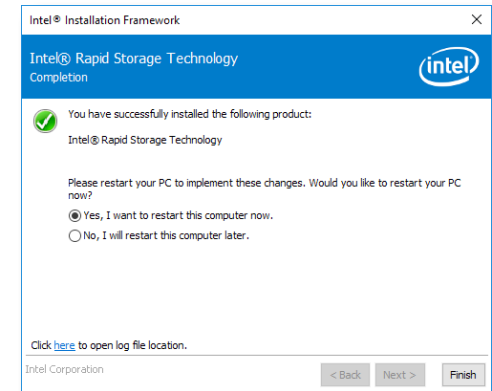 Intel® Installation Framework
Intel® Rapid Storage Technology
Completion
intel
You have successfully installed the following product:
Intel® Rapid Storage Technology
Please restart your PC to implement these changes. Would you like to restart your PC
now?
Yes, I want to restart this computer now.
No, I will restart this computer later.
Click here to open log file location.
Intel Corporation
< Back
Next >
Finish